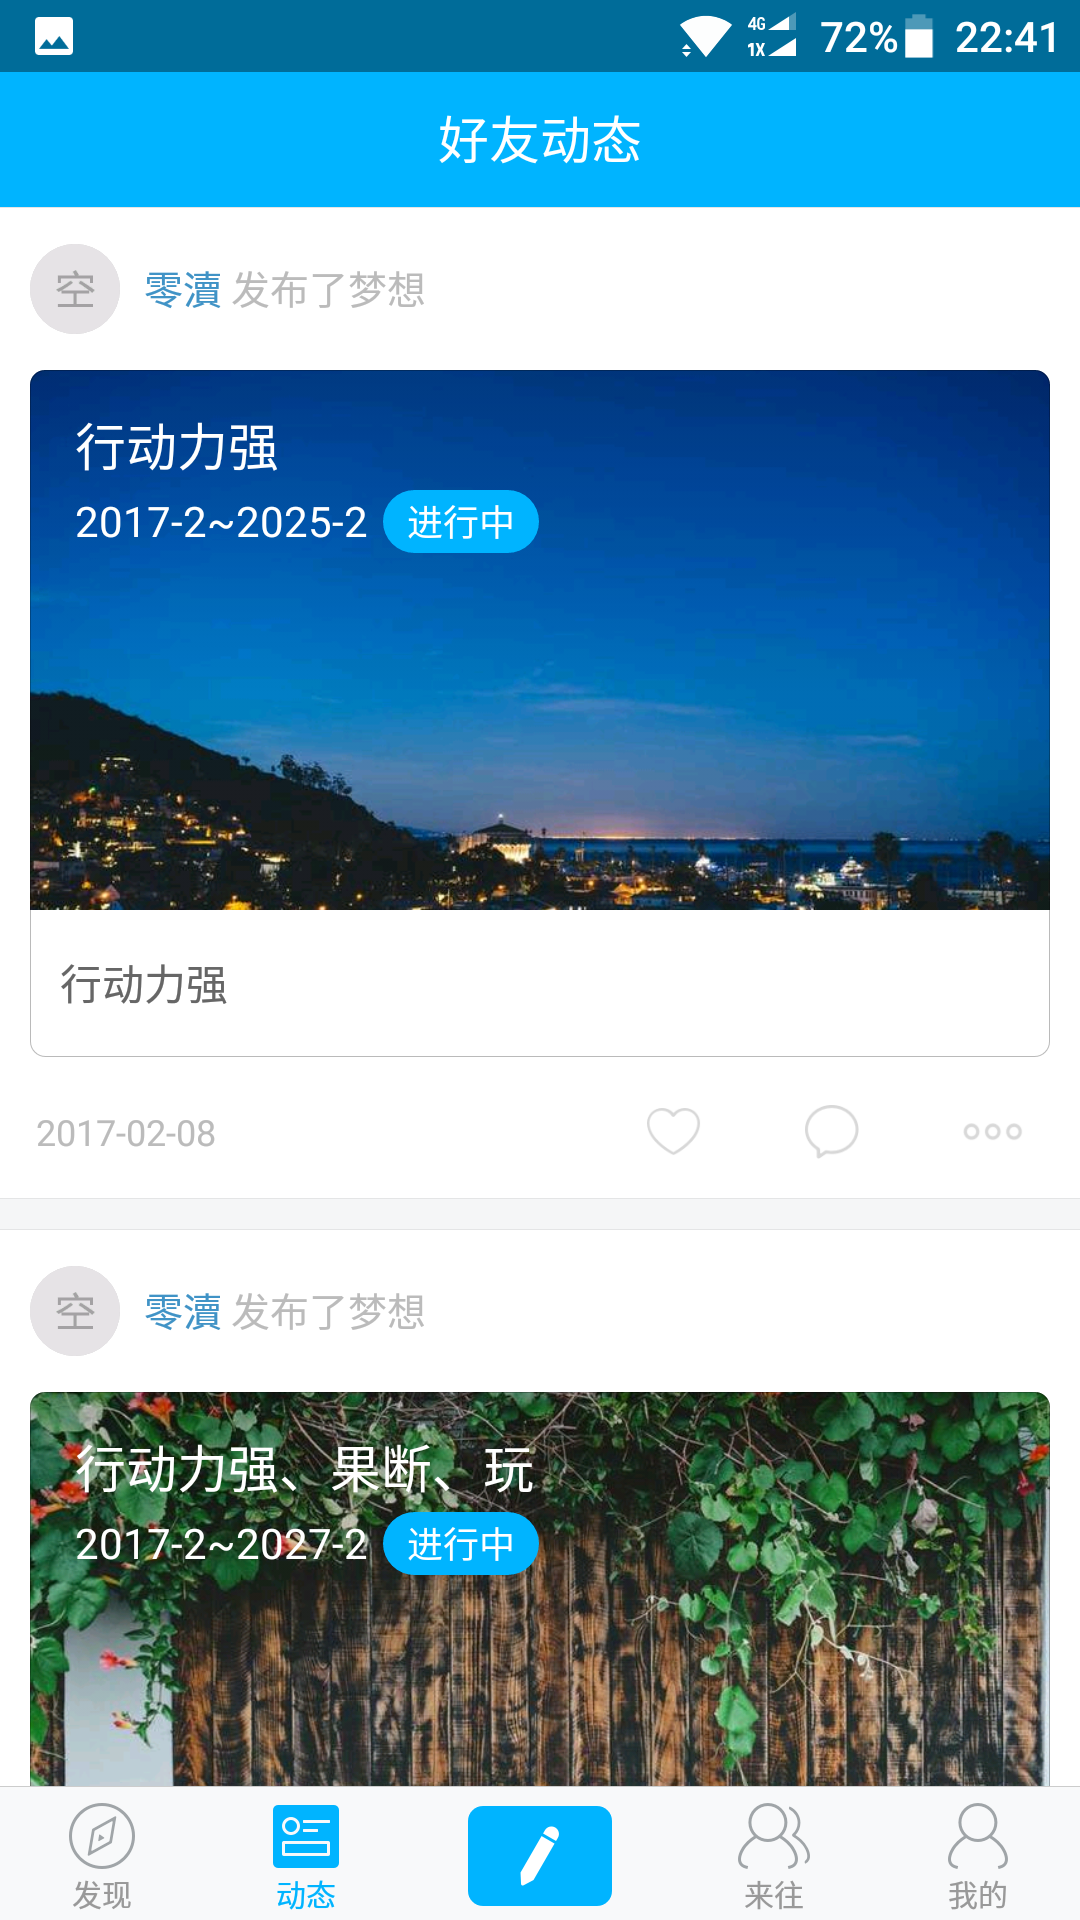 4G
1X
72%
22:41
好友动态
空
零瀆 发布了梦想
行动力强
2017-2~2025-2 进行中
行动力强
2017-02-08
空
零瀆 发布了梦想
行动力强、果断、玩
2017-2~2027-2 进行中
发现
动态
来往
我的